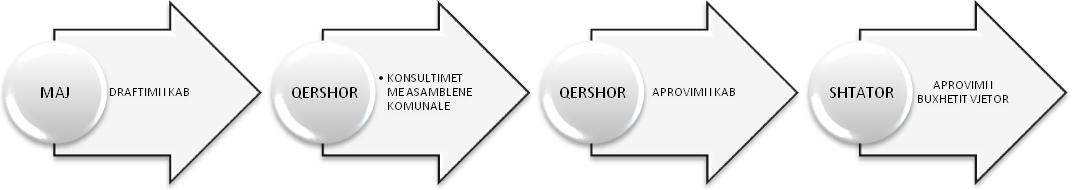 MAJ
DRAFTIMI I KAB
QERSHOR
• KONSULTIMET
ME ASAMBLENE
KOMUNALE
QERSHOR
APROVIMI I KAB
SHTATOR
APROVIMI I
BUXHETIT VJETOR